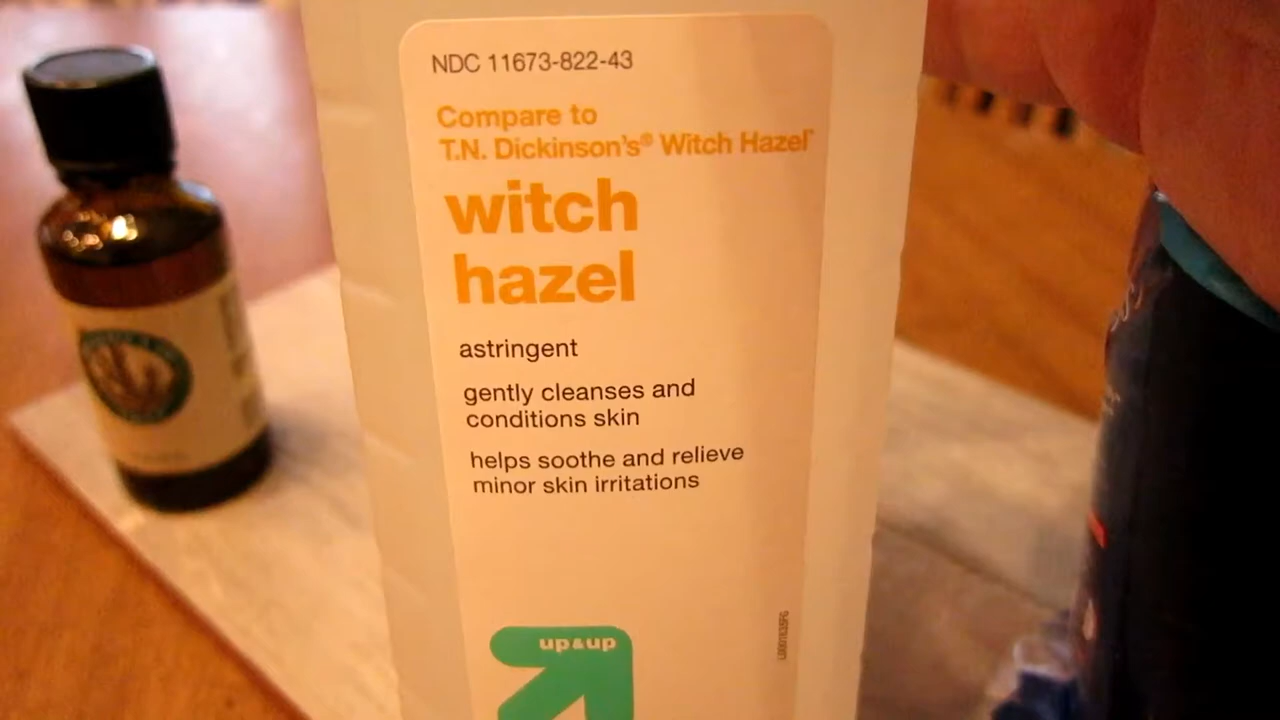 NDC 11673-822-43
Compare to
T.N. Dickinson's® Witch Hazel*
witch
hazel
astringent
gently cleanses and
conditions skin
helps soothe and relieve
minor skin irritations
up&up